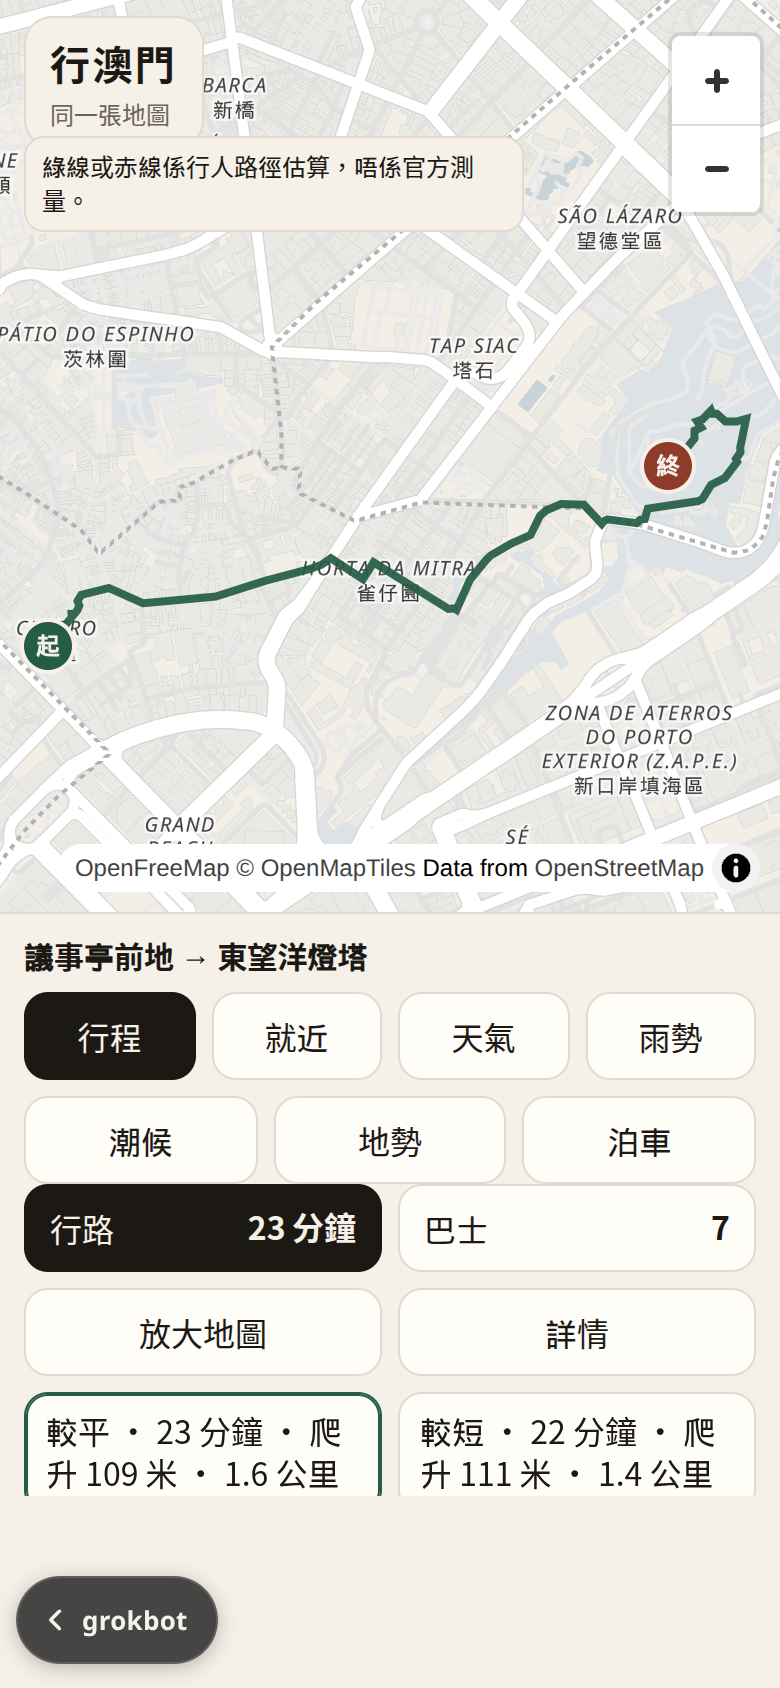 行澳門
同一張地圖
BARCA
新橋
綠線或赤線係行人路徑估算，唔係官方測
量。
+
−
SÃO LÁZARO
望德堂區
PÁTIO DO ESPINHO
茨林圍
TAP SIAC
塔石
終
HORTA DA MITRA
雀仔園
起
ZONA DE ATERROS
DO PORTO
EXTERIOR (Z.A.P.E.)
新口岸填海區
GRAND
SÉ
OpenFreeMap © OpenMapTiles Data from OpenStreetMap
議事亭前地 → 東望洋燈塔
行程
就近
天氣
雨勢
潮候
地勢
泊車
行路 23 分鐘
巴士 7
放大地圖
詳情
較平 · 23 分鐘 · 爬
升 109 米 · 1.6 公里
較短 · 22 分鐘 · 爬
升 111 米 · 1.4 公里
grokbot